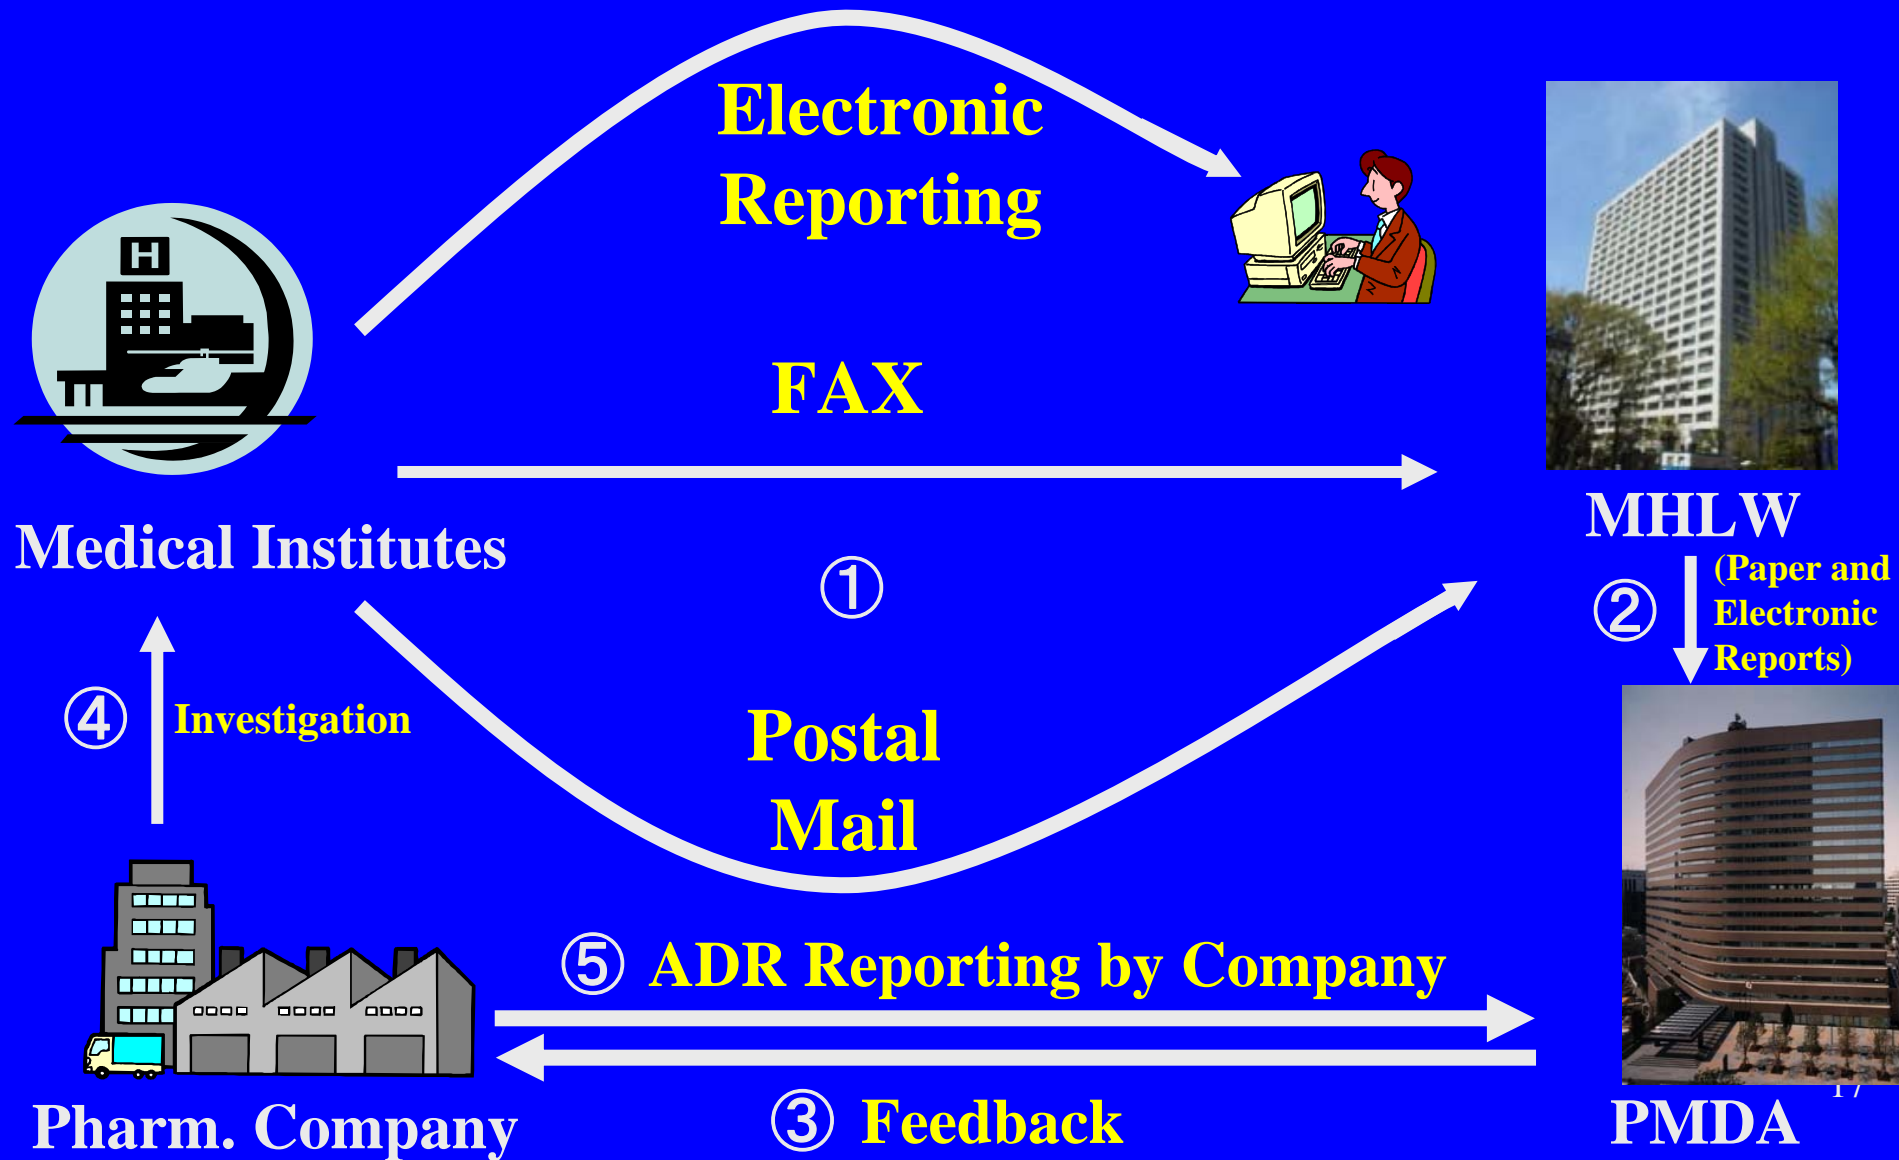 Electronic
Reporting
H
FAX
Medical Institutes
MHLW
①
②
(Paper and
Electronic
Reports)
④
Investigation
Postal
Mail
⑤ ADR Reporting by Company
17
Pharm. Company
③ Feedback
PMDA